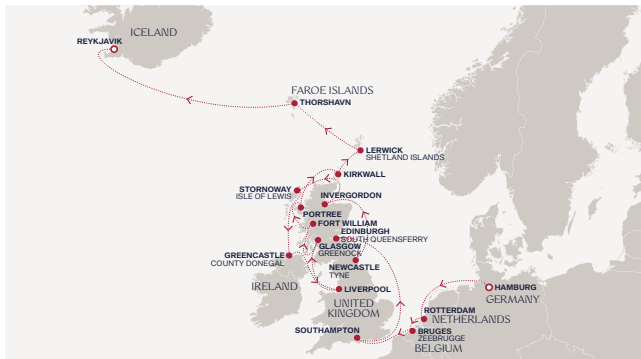 ICELAND
REYKJAVIK
FAROE ISLANDS
THORSHAVN
LERWICK
SHETLAND ISLANDS
KIRKWALL
STORNOWAY
ISLE OF LEWIS
INVERGORDON
PORTREE
FORT WILLIAM
EDINBURGH
SOUTH QUEENSFERRY
GLASGOW
GREENOCK
GREENCASTLE
COUNTY DONEGAL
NEWCASTLE
TYNE
IRELAND
LIVERPOOL
HAMBURG
GERMANY
UNITED
KINGDOM
ROTTERDAM
NETHERLANDS
SOUTHAMPTON
BRUGES
ZEEBRUGGE
BELGIUM